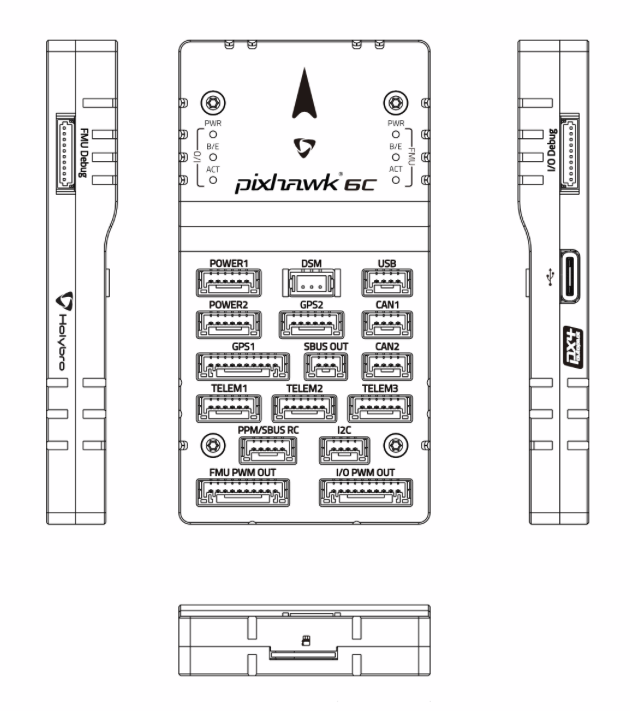 FMU Debug
Holybro
PWR
B/E
ACT
I/O
PWR
B/E
ACT
FMU
pixhawk® 6C
POWER1
DSM
USB
POWER2
GPS2
CAN1
GPS1
SBUS OUT
CAN2
TELEM1
TELEM2
TELEM3
PPM/SBUS RC
I2C
FMU PWM OUT
I/O PWM OUT
I/O Debug
PX4